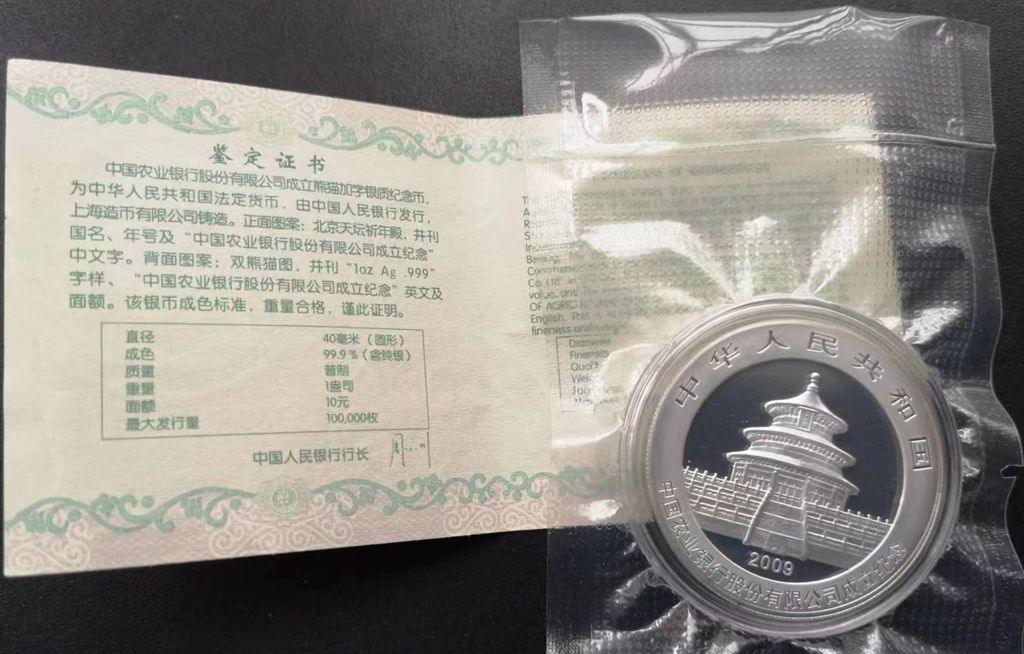 鉴定证书
中国农业银行股份有限公司成立熊猫加字银质纪念币，
为中华人民共和国法定货币，由中国人民银行发行，
上海造币有限公司铸造。正面图案：北京天坛祈年殿，并刊
国名、年号及“中国农业银行股份有限公司成立纪念”
中文字。背面图案：双熊猫图，并刊“1oz Ag .999”
字样、“中国农业银行股份有限公司成立纪念”英文及
面额。该银币成色标准，重量合格，谨此证明。
直径 40毫米（圆形）
成色 99.9％（含纯银）
质量 普制
重量 1盎司
面额 10元
最大发行量 100,000枚
中国人民银行行长
value, and
OF AGRIC
English. This
fineness and
Diameter
Fineness
中华人民共和国
2009
中国农业银行股份有限公司成立纪念